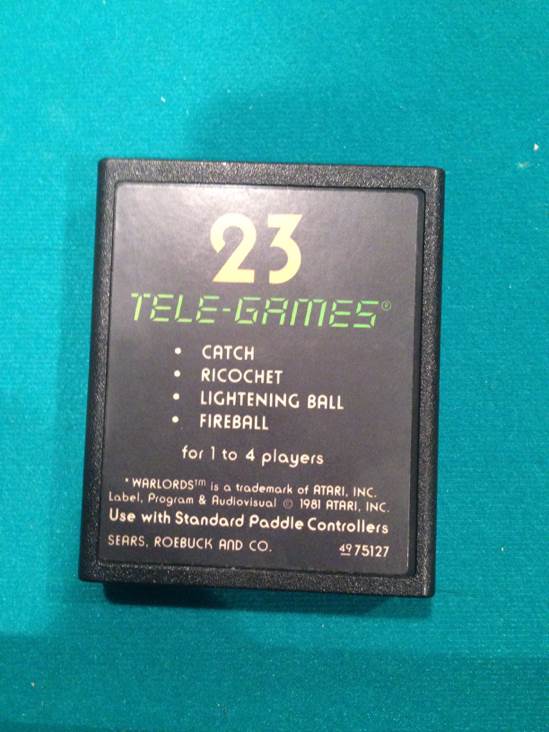 23
TELE-GAMES®
• CATCH
• RICOCHET
• LIGHTENING BALL
• FIREBALL
for 1 to 4 players
* WARLORDS™ is a trademark of ATARI, INC.
Label, Program & Audiovisual © 1981 ATARI, INC.
Use with Standard Paddle Controllers
SEARS, ROEBUCK AND CO. 49 75127